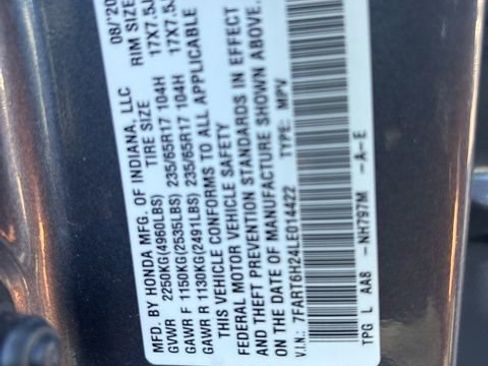 MFD. BY HONDA MFG. OF INDIANA, LLC 08/'20
GVWR 2250KG(4960LBS) TIRE SIZE RIM SIZE
GAWR F 1150KG(2535LBS) 235/65R17 104H 17X7.5J
GAWR R 1130KG(2491LBS) 235/65R17 104H 17X7.5J
THIS VEHICLE CONFORMS TO ALL APPLICABLE
FEDERAL MOTOR VEHICLE SAFETY
AND THEFT PREVENTION STANDARDS IN EFFECT
ON THE DATE OF MANUFACTURE SHOWN ABOVE.
V.I.N.: 7FART6H24LE014422 TYPE: MPV
TPG L AA8 -NH797M -A-E